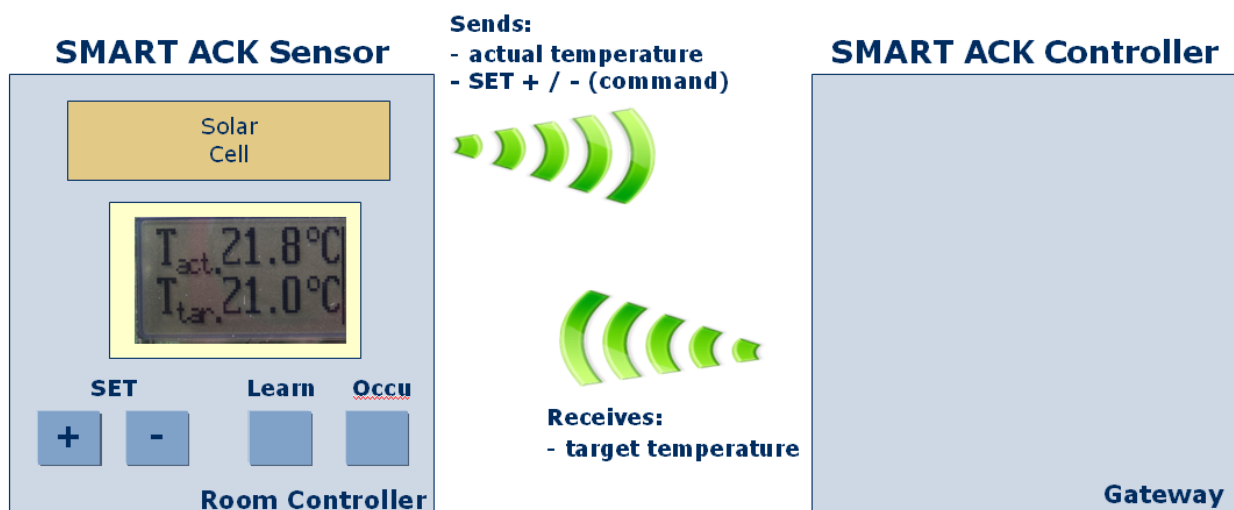 SMART ACK Sensor
Solar
Cell
Tact.21.8°C
Ttar.21.0°C
SET
Learn
Occu
+
-
Room Controller
Sends:
- actual temperature
- SET + / - (command)
Receives:
- target temperature
SMART ACK Controller
Gateway